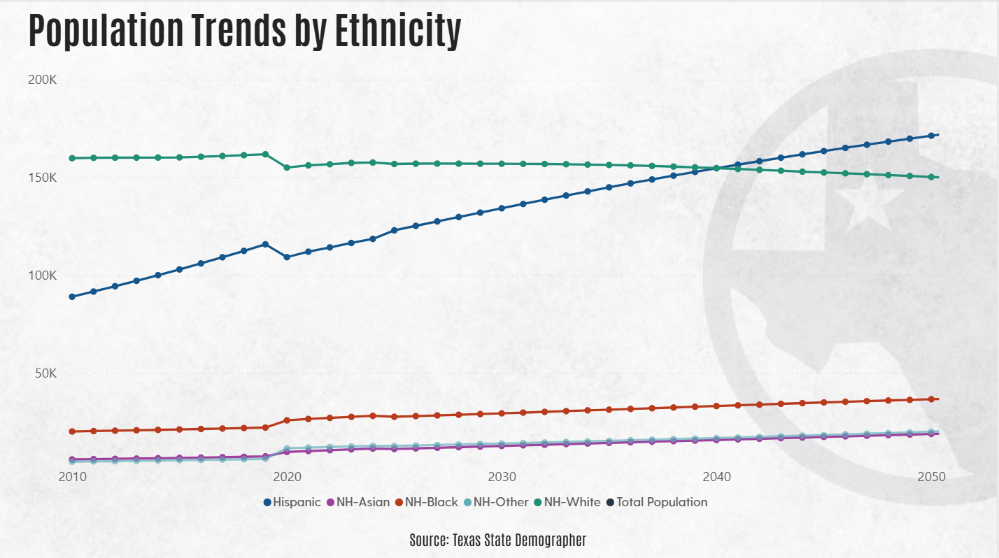 Population Trends by Ethnicity
200K
150K
100K
50K
2010 2020 2030 2040 2050
Hispanic NH-Asian NH-Black NH-Other NH-White Total Population
Source: Texas State Demographer